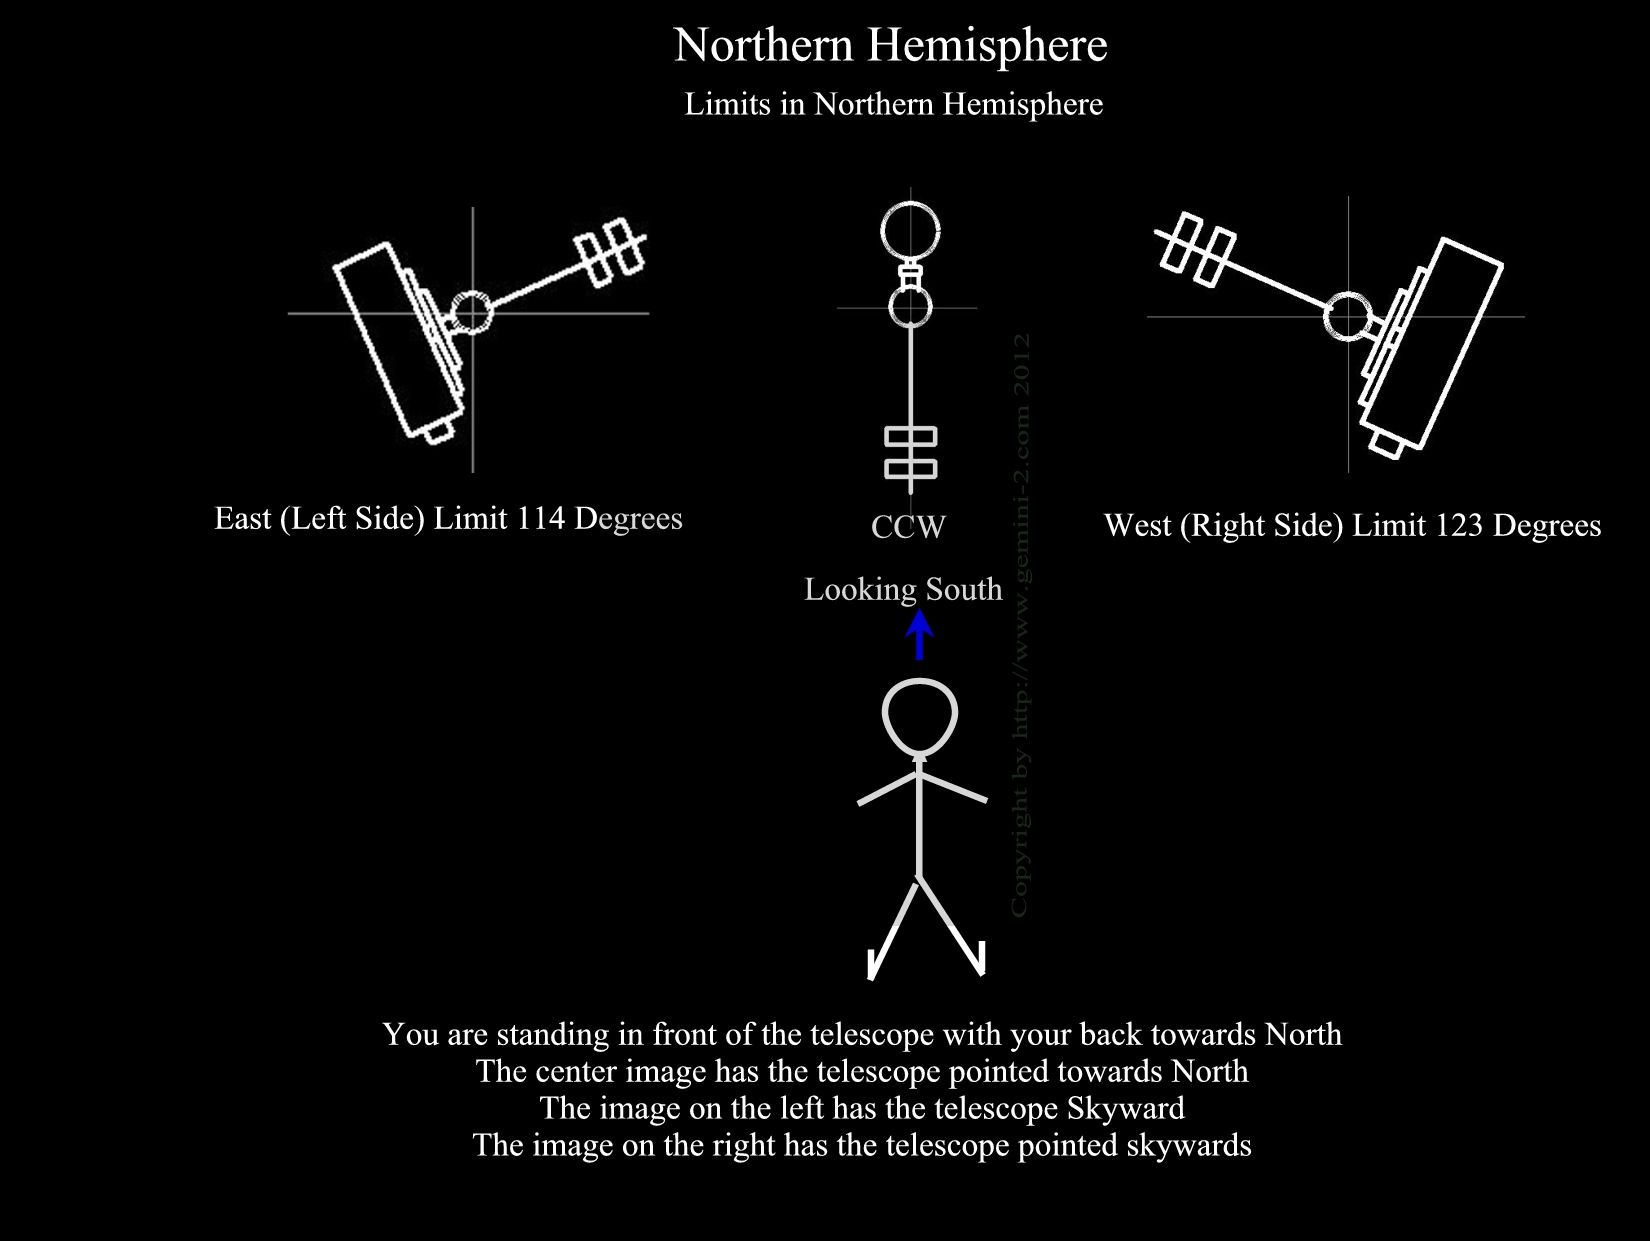 Northern Hemisphere
Limits in Northern Hemisphere
East (Left Side) Limit 114 Degrees
CCW
West (Right Side) Limit 123 Degrees
Looking South
Copyright by http://www.gemini-2.com 2012
You are standing in front of the telescope with your back towards North
The center image has the telescope pointed towards North
The image on the left has the telescope Skyward
The image on the right has the telescope pointed skywards